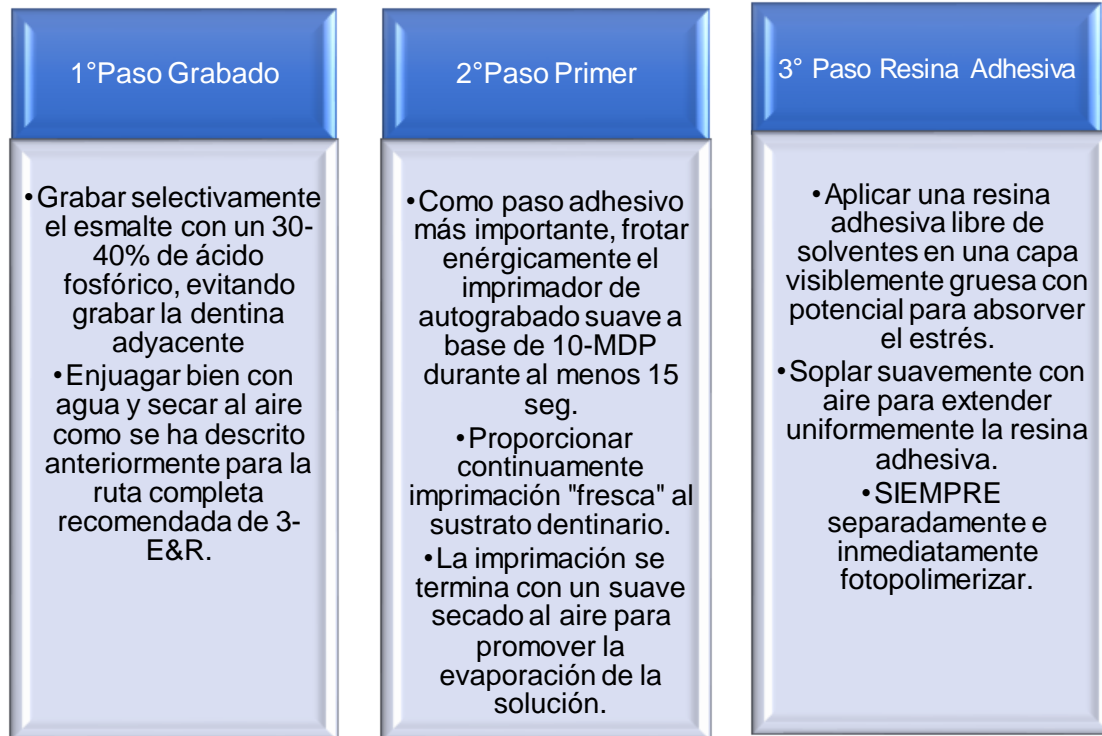 1°Paso Grabado
•Grabar selectivamente
el esmalte con un 30-
40% de ácido
fosfórico, evitando
grabar la dentina
adyacente
•Enjuagar bien con
agua y secar al aire
como se ha descrito
anteriormente para la
ruta completa
recomendada de 3-
E&R.
2°Paso Primer
•Como paso adhesivo
más importante, frotar
enérgicamente el
imprimador de
autograbado suave a
base de 10-MDP
durante al menos 15
seg.
•Proporcionar
continuamente
imprimación "fresca" al
sustrato dentinario.
•La imprimación se
termina con un suave
secado al aire para
promover la
evaporación de la
solución.
3° Paso Resina Adhesiva
•Aplicar una resina
adhesiva libre de
solventes en una capa
visiblemente gruesa con
potencial para absorver
el estrés.
•Soplar suavemente con
aire para extender
uniformemente la resina
adhesiva.
•SIEMPRE
separadamente e
inmediatamente
fotopolimerizar.